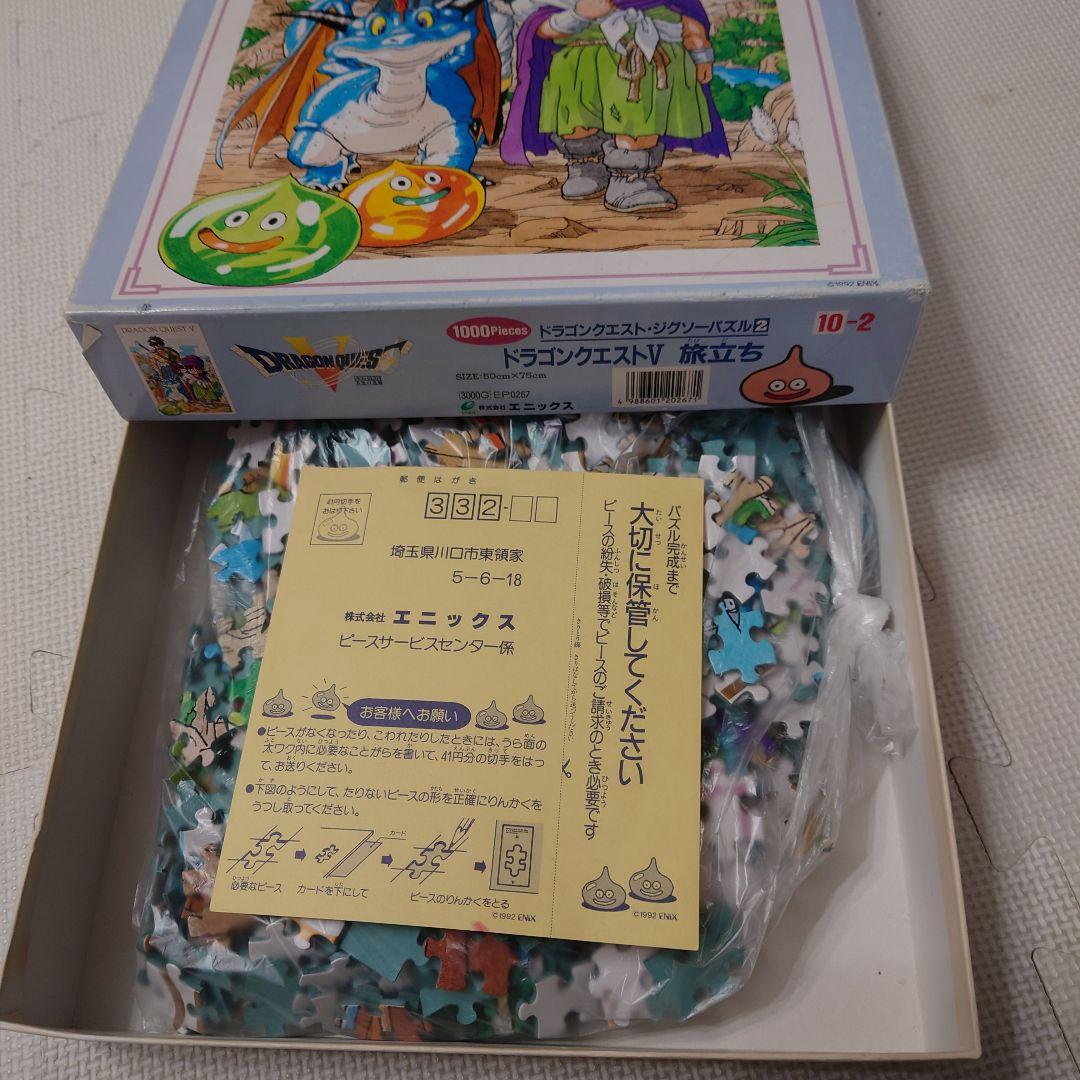 ©1992 ENIX
DRAGON QUEST V
DRAGON QUEST
V
1000Pieces
ドラゴンクエスト・ジグソーパズル2
10-2
ドラゴンクエストV 旅立ち
SIZE:50cm×75cm
3000G EP0267
株式会社 エニックス
4 988601 202671
郵便はがき
41円切手を
おはり下さい
332-
埼玉県川口市東領家
5-6-18
株式会社 エニックス
ピースサービスセンター係
お客様へお願い
●ピースがなくなったり、こわれたりしたときには、うら面の
太ワク内に必要なことがらを書いて、41円分の切手をはっ
て、お送りください。
●下図のようにして、たりないピースの形を正確にりんかくを
うつし取ってください。
カード
必要なピース
カードを下にして
ピースのりんかくをとる
©1992 ENIX
パズル完成まで
大切に保管してください
ピースの紛失・破損等でピースのご請求のとき必要です
©1992 ENIX